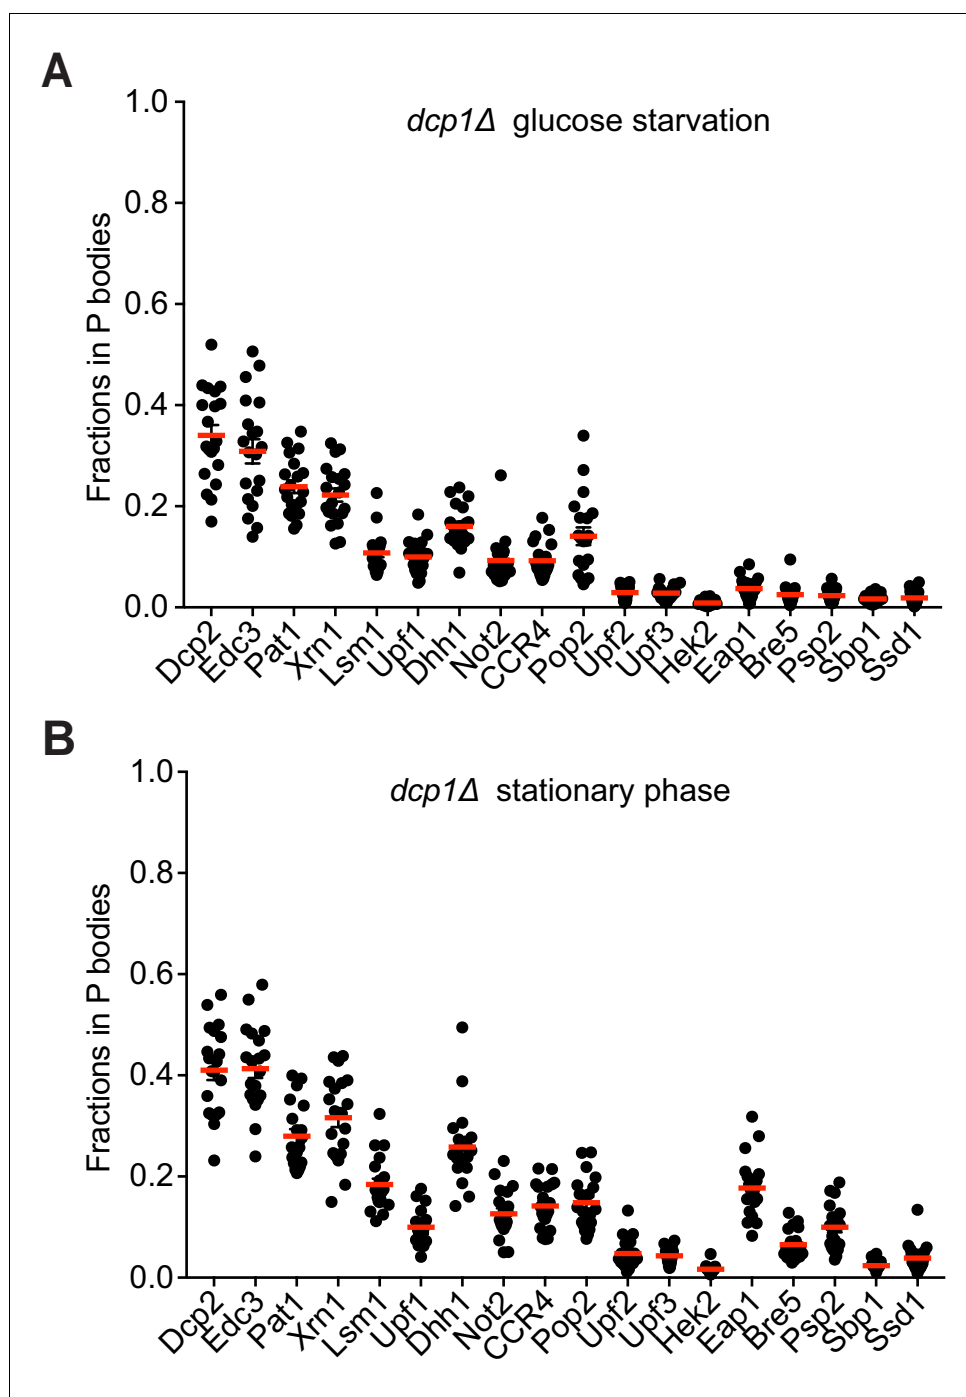 A
dcp1Δ glucose starvation
Fractions in P bodies
1.0
0.8
0.6
0.4
0.2
0.0
Dcp2
Edc3
Pat1
Xrn1
Lsm1
Upf1
Dhh1
Not2
CCR4
Pop2
Upf2
Upf3
Hek2
Eap1
Bre5
Psp2
Sbp1
Ssd1
B
dcp1Δ stationary phase
Fractions in P bodies
1.0
0.8
0.6
0.4
0.2
0.0
Dcp2
Edc3
Pat1
Xrn1
Lsm1
Upf1
Dhh1
Not2
CCR4
Pop2
Upf2
Upf3
Hek2
Eap1
Bre5
Psp2
Sbp1
Ssd1